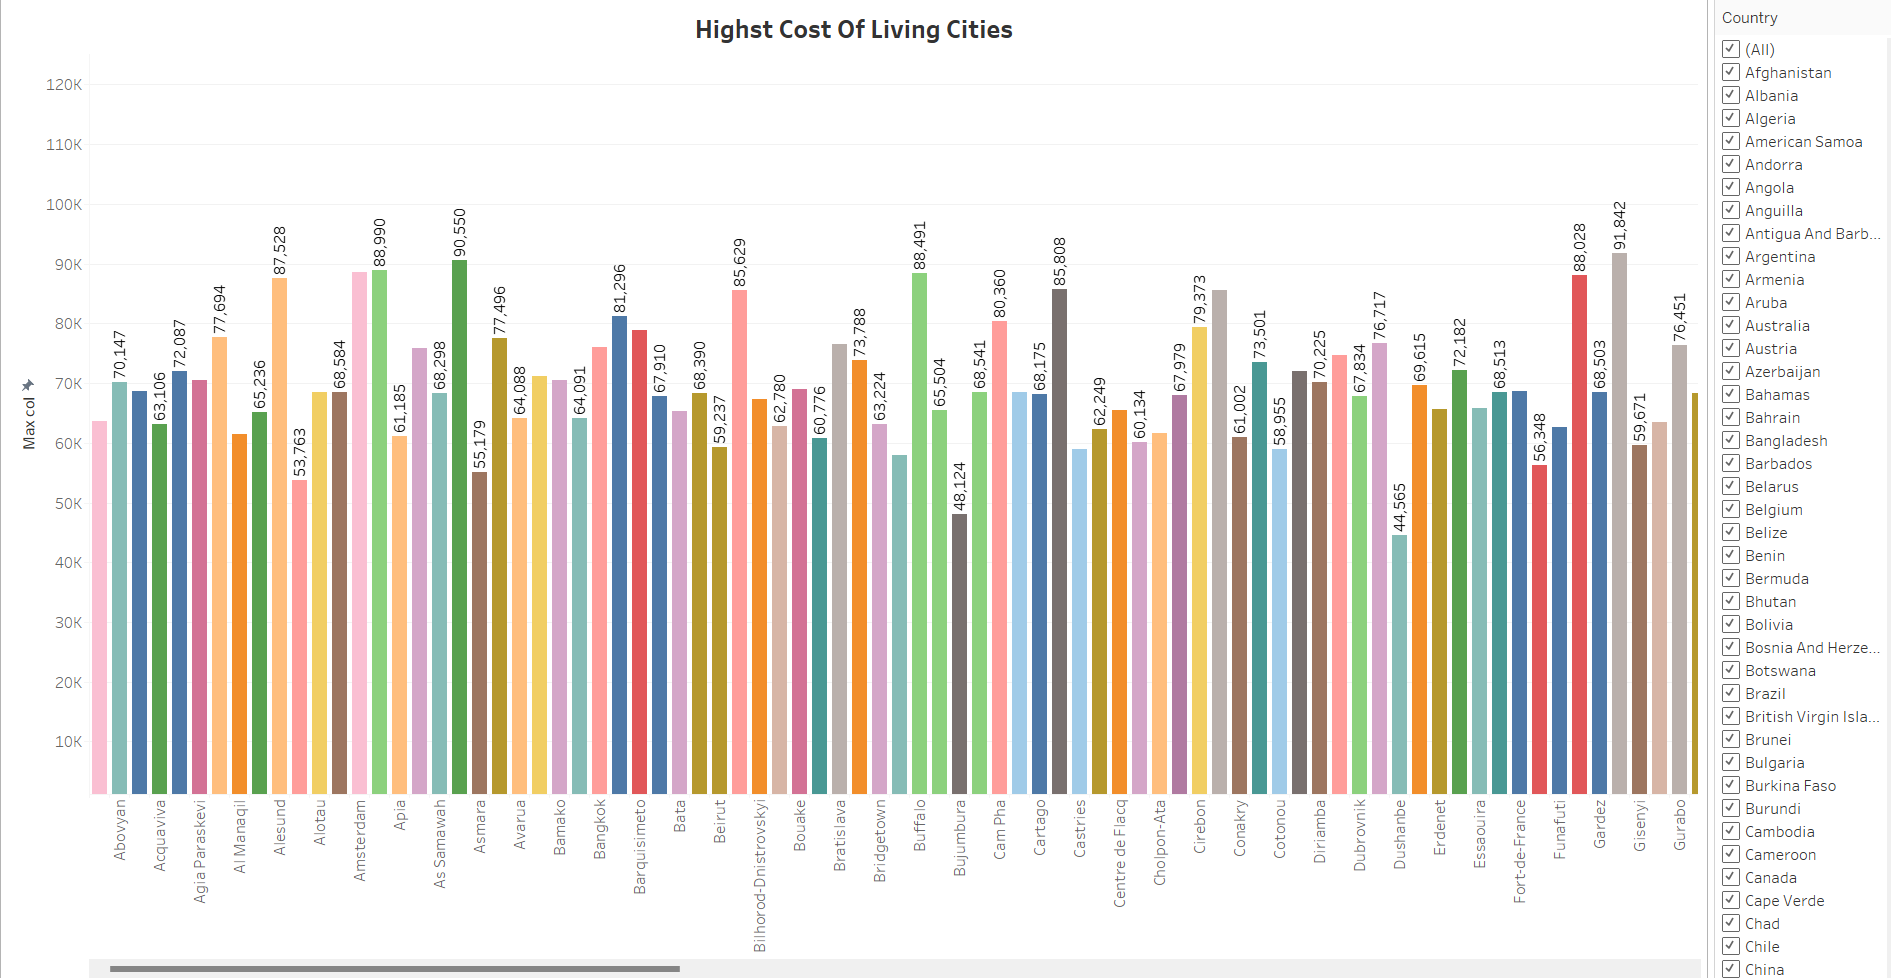 Highst Cost Of Living Cities
Max col
120K
110K
100K
90K
80K
70K
60K
50K
40K
30K
20K
10K
70,147
63,106
72,087
77,694
65,236
87,528
53,763
68,584
88,990
61,185
68,298
90,550
55,179
77,496
64,088
64,091
81,296
67,910
68,390
59,237
85,629
62,780
60,776
73,788
63,224
88,491
65,504
48,124
68,541
80,360
68,175
85,808
62,249
60,134
67,979
79,373
61,002
73,501
58,955
70,225
67,834
76,717
44,565
69,615
72,182
68,513
56,348
88,028
68,503
91,842
59,671
76,451
Abovyan
Acquaviva
Agia Paraskevi
Al Manaqil
Alesund
Alotau
Amsterdam
Apia
As Samawah
Asmara
Avarua
Bamako
Bangkok
Barquisimeto
Bata
Beirut
Bilhorod-Dnistrovskyi
Bouake
Bratislava
Bridgetown
Buffalo
Bujumbura
Cam Pha
Cartago
Castries
Centre de Flacq
Cholpon-Ata
Cirebon
Conakry
Cotonou
Diriamba
Dubrovnik
Dushanbe
Erdenet
Essaouira
Fort-de-France
Funafuti
Gardez
Gisenyi
Gurabo
Country
(All)
Afghanistan
Albania
Algeria
American Samoa
Andorra
Angola
Anguilla
Antigua And Barb...
Argentina
Armenia
Aruba
Australia
Austria
Azerbaijan
Bahamas
Bahrain
Bangladesh
Barbados
Belarus
Belgium
Belize
Benin
Bermuda
Bhutan
Bolivia
Bosnia And Herze...
Botswana
Brazil
British Virgin Isla...
Brunei
Bulgaria
Burkina Faso
Burundi
Cambodia
Cameroon
Canada
Cape Verde
Chad
Chile
China